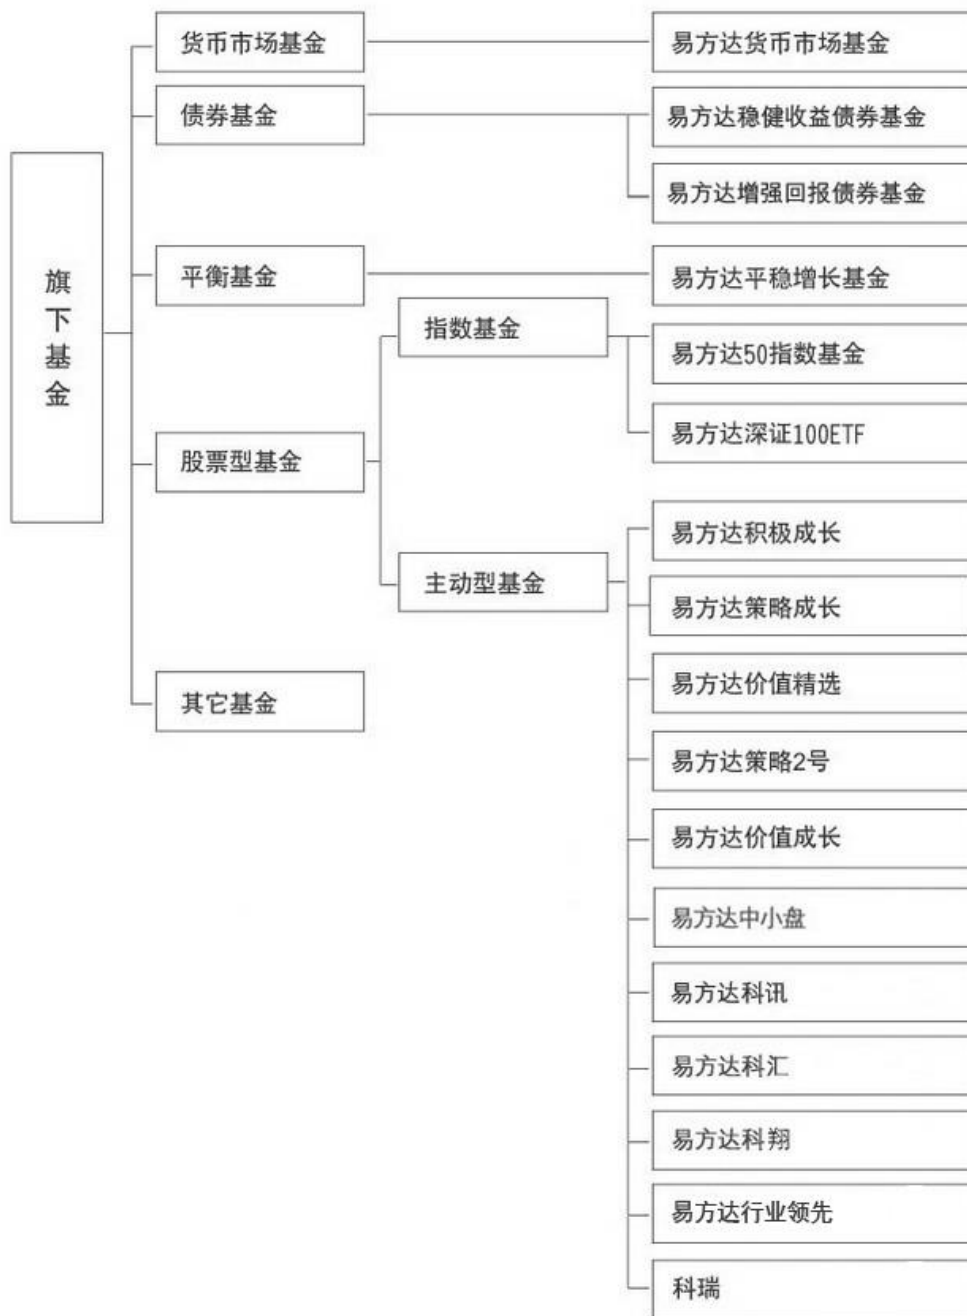 旗下基金
货币市场基金
易方达货币市场基金
债券基金
易方达稳健收益债券基金
易方达增强回报债券基金
平衡基金
易方达平稳增长基金
股票型基金
指数基金
易方达50指数基金
易方达深证100ETF
主动型基金
易方达积极成长
易方达策略成长
易方达价值精选
易方达策略2号
易方达价值成长
易方达中小盘
易方达科讯
易方达科汇
易方达科翔
易方达行业领先
科瑞
其它基金